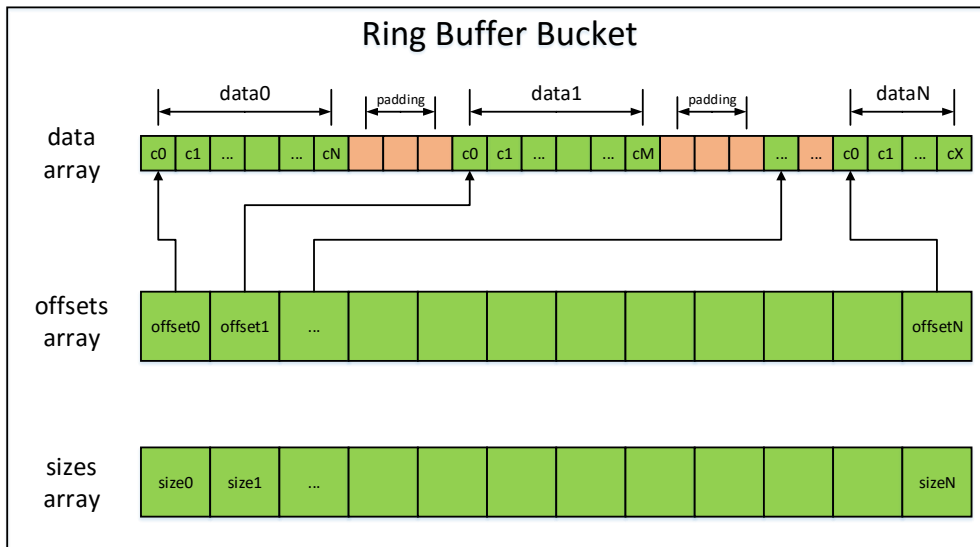 Ring Buffer Bucket
data0 padding data1 padding dataN
data
array
c0 c1 ... ... cN c0 c1 ... ... cM ... ... c0 c1 ... cX
offsets
array
offset0 offset1 ... offsetN
sizes
array
size0 size1 ... sizeN